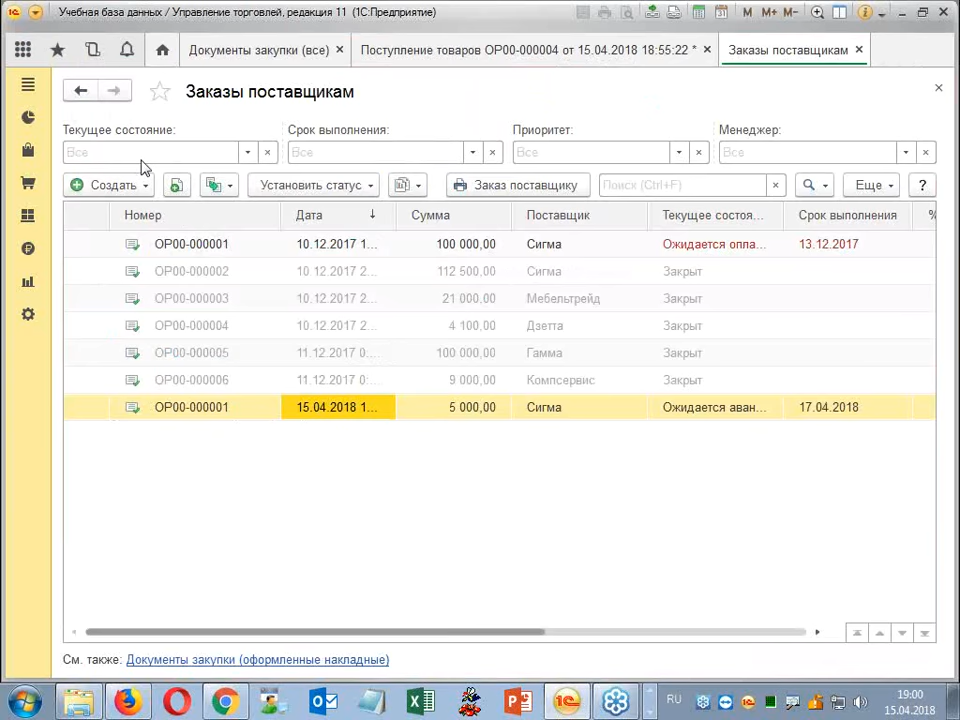 Учебная база данных / Управление торговлей, редакция 11 (1С:Предприятие)
M M+ M-
Документы закупки (все)
Поступление товаров ОР00-000004 от 15.04.2018 18:55:22 *
Заказы поставщикам
Заказы поставщикам
Текущее состояние: Срок выполнения: Приоритет: Менеджер:
Все Все Все Все
Создать Установить статус Заказ поставщику Поиск (Ctrl+F) Еще ?
Номер Дата Сумма Поставщик Текущее состоя... Срок выполнения %
ОР00-000001 10.12.2017 1... 100 000,00 Сигма Ожидается опла... 13.12.2017
ОР00-000002 10.12.2017 2... 112 500,00 Сигма Закрыт
ОР00-000003 10.12.2017 2... 21 000,00 Мебельтрейд Закрыт
ОР00-000004 10.12.2017 2... 4 100,00 Дзетта Закрыт
ОР00-000005 11.12.2017 0... 100 000,00 Гамма Закрыт
ОР00-000006 11.12.2017 0... 9 000,00 Компсервис Закрыт
ОР00-000001 15.04.2018 1... 5 000,00 Сигма Ожидается аван... 17.04.2018
См. также: Документы закупки (оформленные накладные)
RU
19:00
15.04.2018